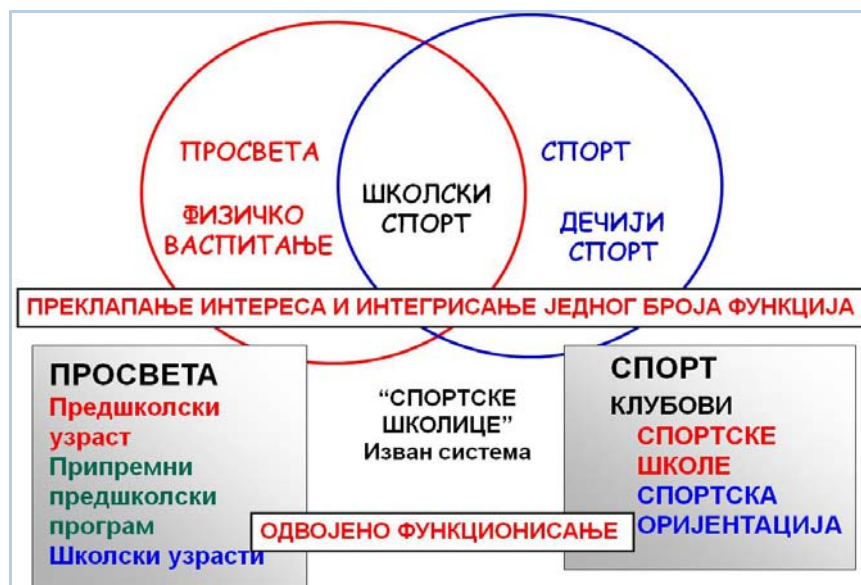 ПРОСВЕТА
ФИЗИЧКО
ВАСПИТАЊЕ
ШКОЛСКИ
СПОРТ
СПОРТ
ДЕЧИЈИ
СПОРТ
ПРЕКЛАПАЊЕ ИНТЕРЕСА И ИНТЕГРИСАЊЕ ЈЕДНОГ БРОЈА ФУНКЦИЈА
ПРОСВЕТА
Предшколски
узраст
Припремни
предшколски
програм
Школски узрасти
“СПОРТСКЕ
ШКОЛИЦЕ”
Изван система
СПОРТ
КЛУБОВИ
СПОРТСКЕ
ШКОЛЕ
СПОРТСКА
ОРИЈЕНТАЦИЈА
ОДВОЈЕНО ФУНКЦИОНИСАЊЕ